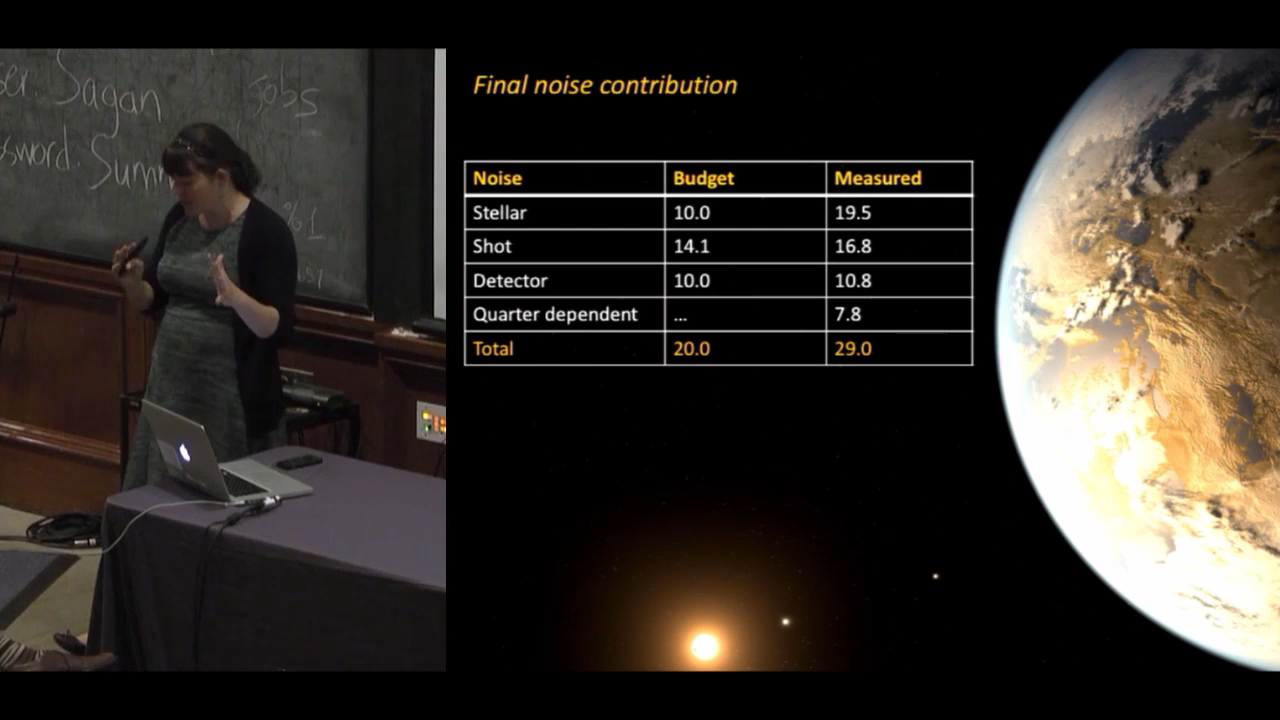 Sagan
Jobs
Final noise contribution
Noise Budget Measured
Stellar 10.0 19.5
Shot 14.1 16.8
Detector 10.0 10.8
Quarter dependent ... 7.8
Total 20.0 29.0